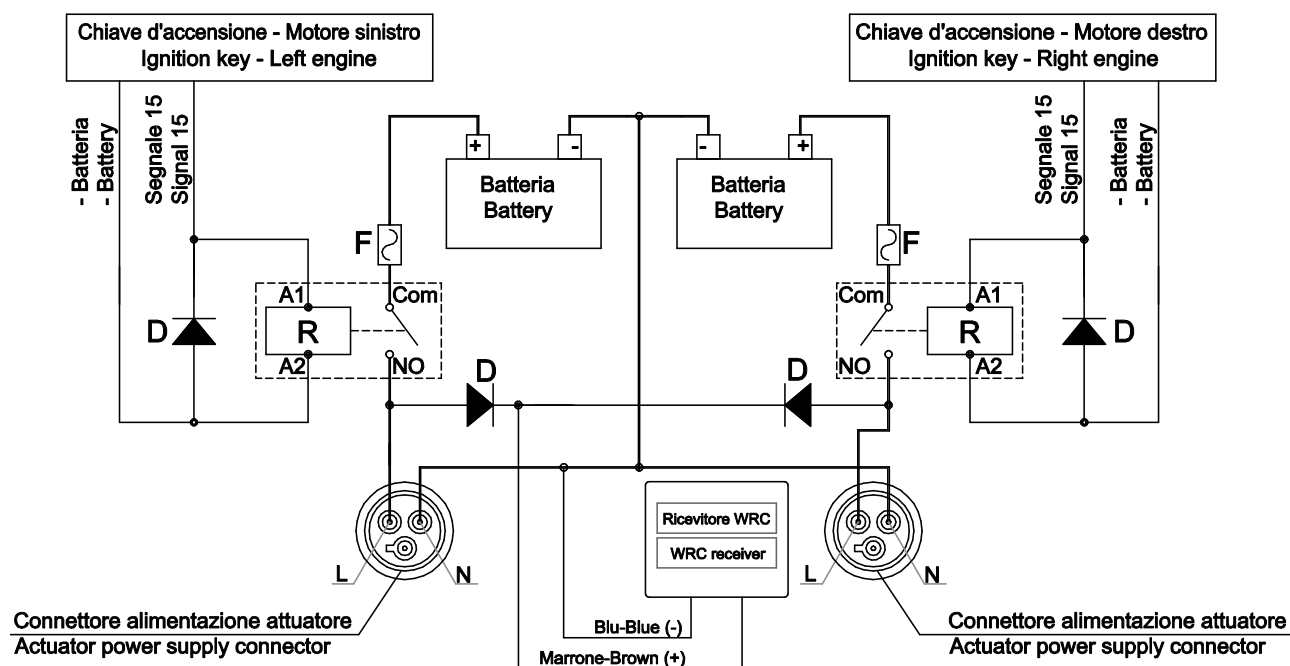 Chiave d'accensione - Motore sinistro
Ignition key - Left engine
Chiave d'accensione - Motore destro
Ignition key - Right engine
- Batteria
- Battery
Segnale 15
Signal 15
+
-
-
+
Segnale 15
Signal 15
- Batteria
- Battery
Batteria
Battery
Batteria
Battery
F
F
A1
Com
Com
A1
D
R
R
D
A2
NO
NO
A2
D
D
Ricevitore WRC
WRC receiver
L
N
L
N
Connettore alimentazione attuatore
Actuator power supply connector
Blu-Blue (-)
Marrone-Brown (+)
Connettore alimentazione attuatore
Actuator power supply connector